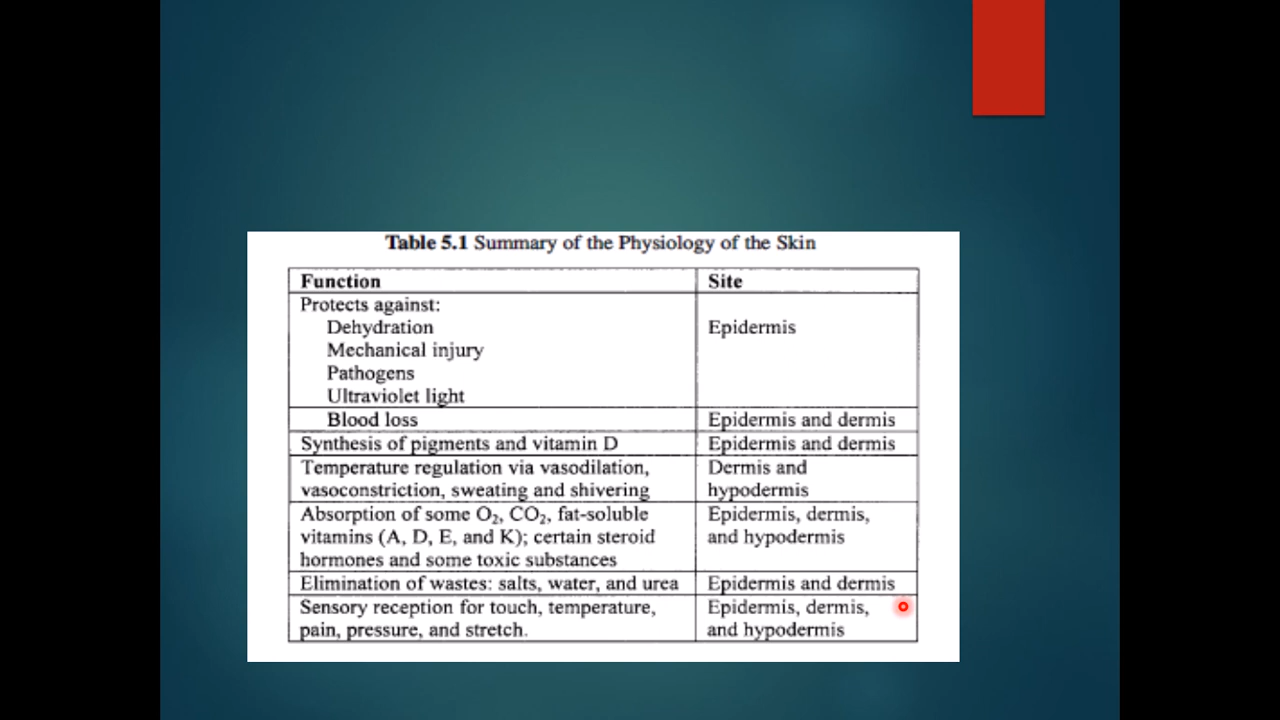 Table 5.1 Summary of the Physiology of the Skin
Function Site
Protects against:
Dehydration Epidermis
Mechanical injury
Pathogens
Ultraviolet light
Blood loss Epidermis and dermis
Synthesis of pigments and vitamin D Epidermis and dermis
Temperature regulation via vasodilation, Dermis and
vasoconstriction, sweating and shivering hypodermis
Absorption of some O₂, CO₂, fat-soluble Epidermis, dermis,
vitamins (A, D, E, and K); certain steroid and hypodermis
hormones and some toxic substances
Elimination of wastes: salts, water, and urea Epidermis and dermis
Sensory reception for touch, temperature, Epidermis, dermis,
pain, pressure, and stretch. and hypodermis